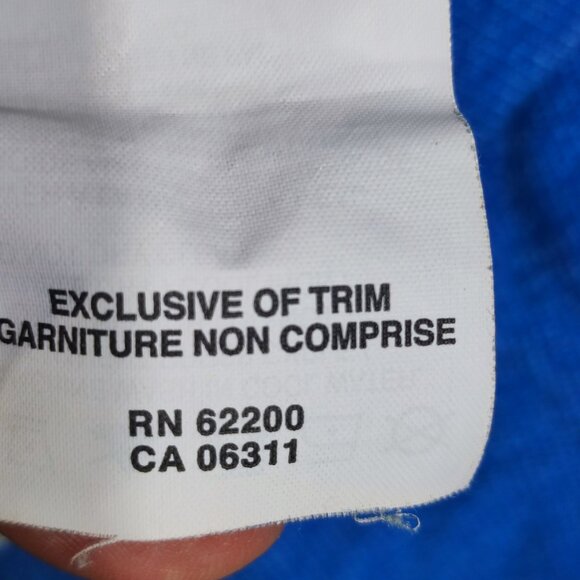 EXCLUSIVE OF TRIM
GARNITURE NON COMPRISE
RN 62200
CA 06311